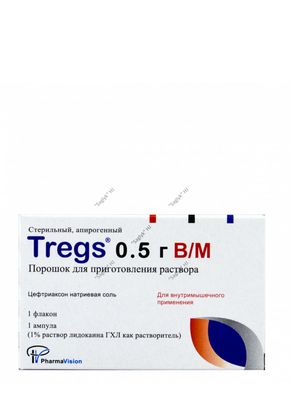 Стерильный, апирогенный
Tregs® 0.5 г В/М
Порошок для приготовления раствора
Цефтриаксон натриевая соль
Для внутримышечного
применения
1 флакон
1 ампула
(1% раствор лидокаина ГХЛ как растворитель)
PharmaVision